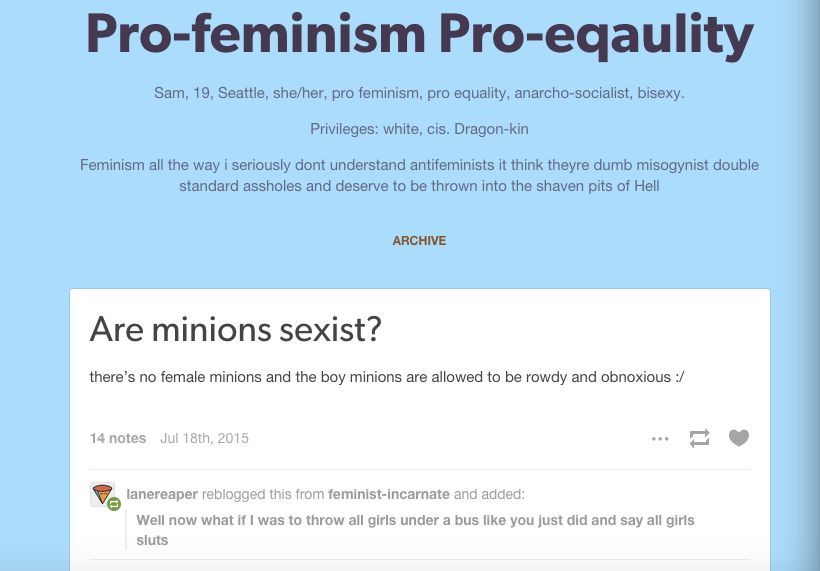 Pro-feminism Pro-eqaulity
Sam, 19, Seattle, she/her, pro feminism, pro equality, anarcho-socialist, bisexy.
Privileges: white, cis. Dragon-kin
Feminism all the way i seriously dont understand antifeminists it think theyre dumb misogynist double
standard assholes and deserve to be thrown into the shaven pits of Hell
ARCHIVE
Are minions sexist?
there's no female minions and the boy minions are allowed to be rowdy and obnoxious :/
14 notes Jul 18th, 2015
lanereaper reblogged this from feminist-incarnate and added:
Well now what if I was to throw all girls under a bus like you just did and say all girls
sluts